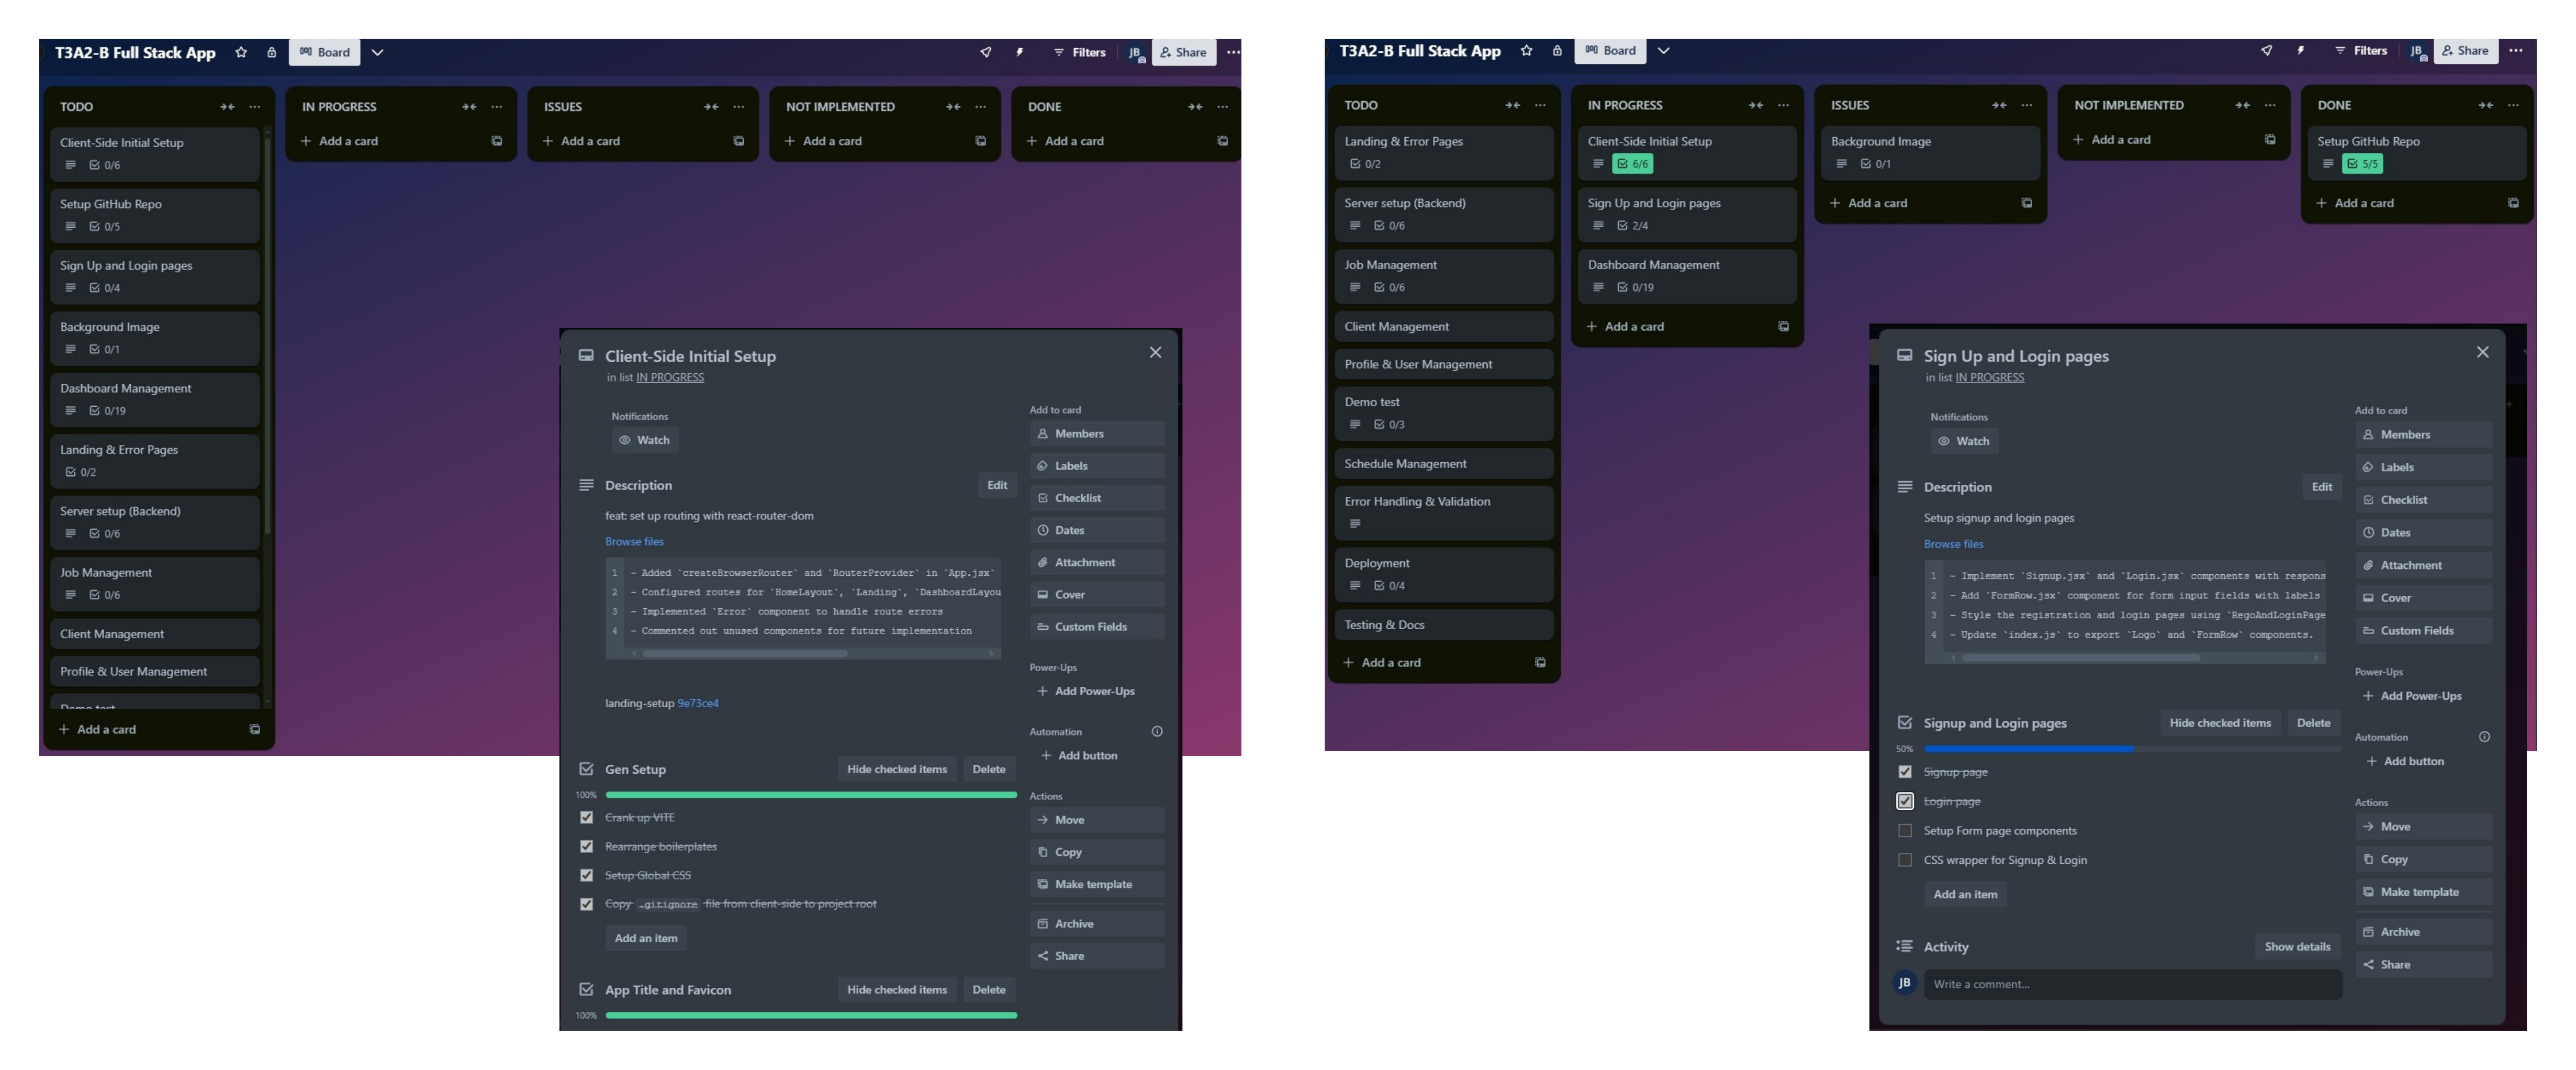 T3A2-B Full Stack App
Board
Filters
JB
Share
TODO
Client-Side Initial Setup
0/6
Setup GitHub Repo
0/5
Sign Up and Login pages
0/4
Background Image
0/1
Dashboard Management
0/19
Landing & Error Pages
0/2
Server setup (Backend)
0/6
Job Management
0/6
Client Management
Profile & User Management
Demo test
+ Add a card
IN PROGRESS
+ Add a card
ISSUES
+ Add a card
NOT IMPLEMENTED
+ Add a card
DONE
+ Add a card
Client-Side Initial Setup
in list IN PROGRESS
Notifications
Watch
Description
Edit
feat: set up routing with react-router-dom
Browse files
1 - Added `createBrowserRouter` and `RouterProvider` in `App.jsx`
2 - Configured routes for `HomeLayout`, `Landing`, `DashboardLayou
3 - Implemented `Error` component to handle route errors
4 - Commented out unused components for future implementation
landing-setup 9e73ce4
Gen Setup
Hide checked items
Delete
100%
Crank up VITE
Rearrange boilerplates
Setup Global CSS
Copy .gitignore file from client-side to project root
Add an item
App Title and Favicon
Hide checked items
Delete
100%
Add to card
Members
Labels
Checklist
Dates
Attachment
Cover
Custom Fields
Power-Ups
+ Add Power-Ups
Automation
+ Add button
Actions
Move
Copy
Make template
Archive
Share
T3A2-B Full Stack App
Board
Filters
JB
Share
TODO
Landing & Error Pages
0/2
Server setup (Backend)
0/6
Job Management
0/6
Client Management
Profile & User Management
Demo test
0/3
Schedule Management
Error Handling & Validation
Deployment
0/4
Testing & Docs
+ Add a card
IN PROGRESS
Client-Side Initial Setup
6/6
Sign Up and Login pages
2/4
Dashboard Management
0/19
+ Add a card
ISSUES
Background Image
0/1
+ Add a card
NOT IMPLEMENTED
+ Add a card
DONE
Setup GitHub Repo
5/5
+ Add a card
Sign Up and Login pages
in list IN PROGRESS
Notifications
Watch
Description
Edit
Setup signup and login pages
Browse files
1 - Implement `Signup.jsx` and `Login.jsx` components with respons
2 - Add `FormRow.jsx` component for form input fields with labels
3 - Style the registration and login pages using `RegoAndLoginPage
4 - Update `index.js` to export `Logo` and `FormRow` components.
Signup and Login pages
Hide checked items
Delete
50%
Signup page
Login page
Setup Form page components
CSS wrapper for Signup & Login
Add an item
Activity
Show details
JB
Write a comment...
Add to card
Members
Labels
Checklist
Dates
Attachment
Cover
Custom Fields
Power-Ups
+ Add Power-Ups
Automation
+ Add button
Actions
Move
Copy
Make template
Archive
Share